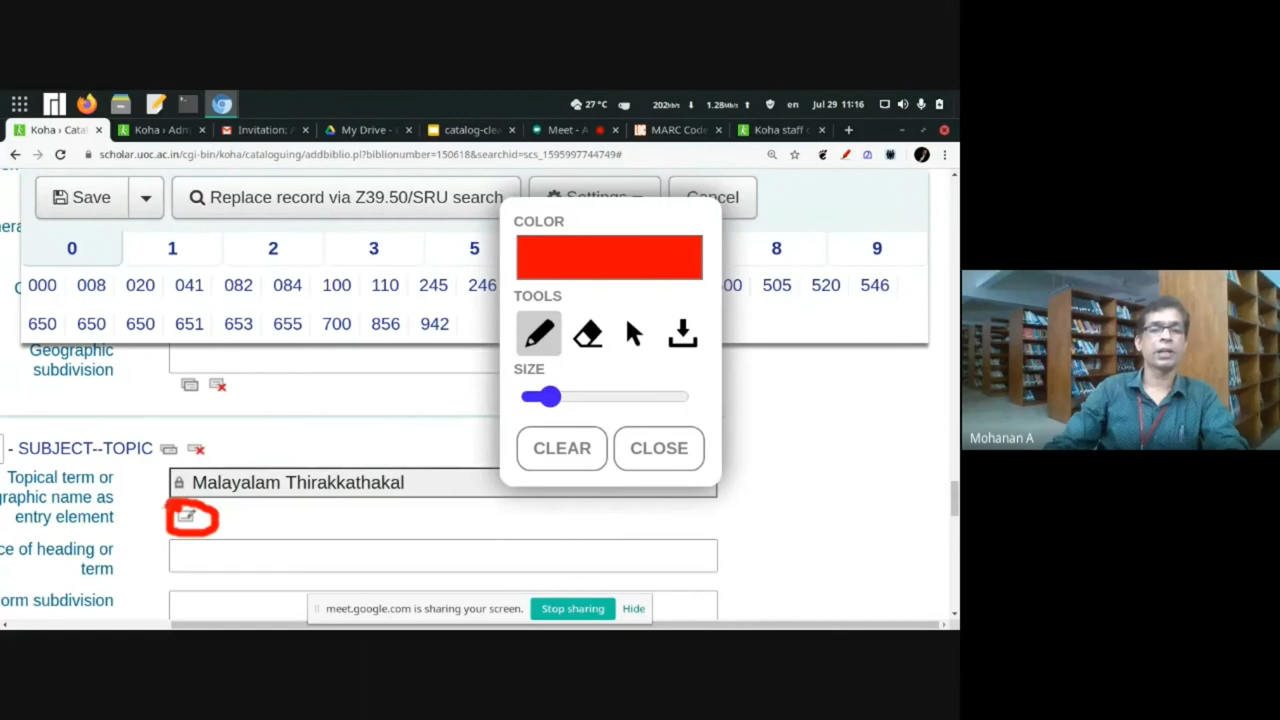 27 °C 202kb/s 1.28Mb/s en Jul 29 11:16
Koha › Cata Koha › Adm Invitation: A My Drive - catalog-clea Meet - A MARC Code Koha staff
scholar.uoc.ac.in/cgi-bin/koha/cataloguing/addbiblio.pl?biblionumber=150618&searchid=scs_1595997744749#
Save Replace record via Z39.50/SRU search Settings Cancel
COLOR
0 1 2 3 5 8 9
000 008 020 041 082 084 100 110 245 246 00 505 520 546
TOOLS
650 650 650 651 653 655 700 856 942
Geographic
subdivision
SIZE
CLEAR CLOSE
- SUBJECT--TOPIC
Topical term or
graphic name as
entry element
Malayalam Thirakkathakal
ce of heading or
term
orm subdivision
meet.google.com is sharing your screen. Stop sharing Hide
Mohanan A